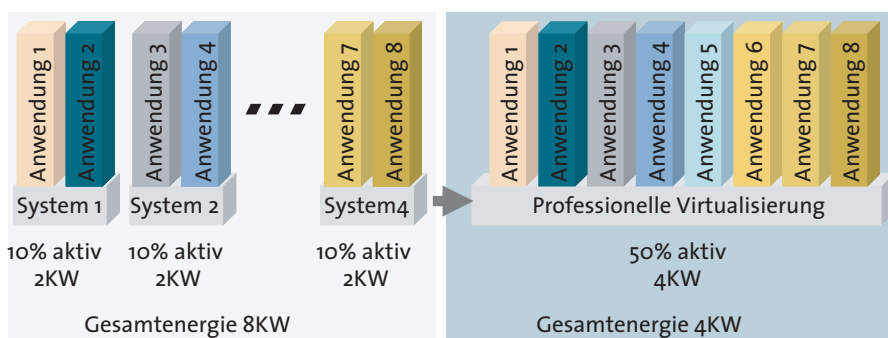 Anwendung 1
Anwendung 2
Anwendung 3
Anwendung 4
Anwendung 7
Anwendung 8
System 1
System 2
System4
10% aktiv
2KW
10% aktiv
2KW
10% aktiv
2KW
Gesamtenergie 8KW
Anwendung 1
Anwendung 2
Anwendung 3
Anwendung 4
Anwendung 5
Anwendung 6
Anwendung 7
Anwendung 8
Professionelle Virtualisierung
50% aktiv
4KW
Gesamtenergie 4KW